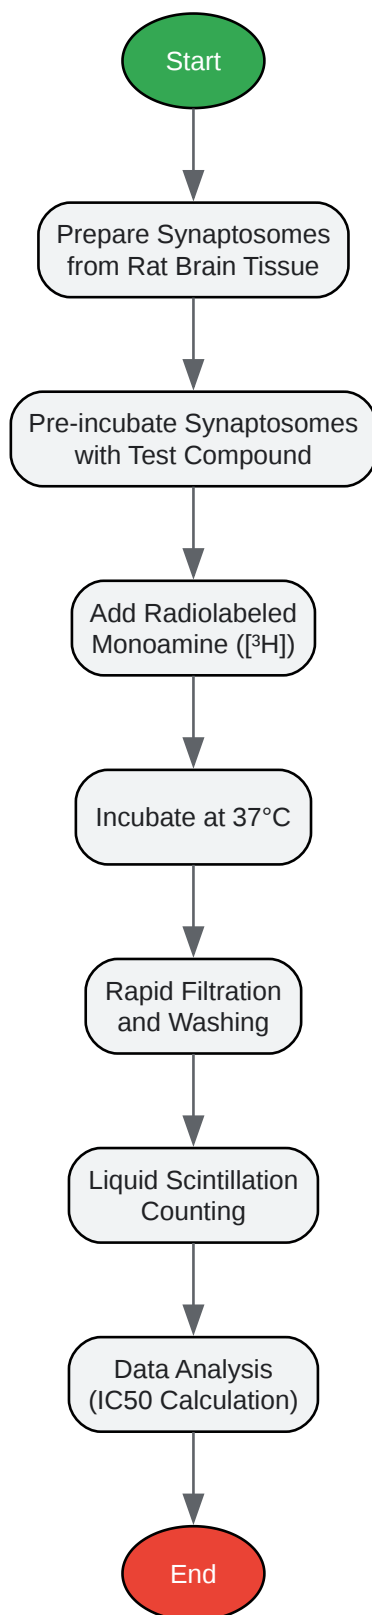 Start
Prepare Synaptosomes
from Rat Brain Tissue
Pre-incubate Synaptosomes
with Test Compound
Add Radiolabeled
Monoamine ([³H])
Incubate at 37°C
Rapid Filtration
and Washing
Liquid Scintillation
Counting
Data Analysis
(IC50 Calculation)
End